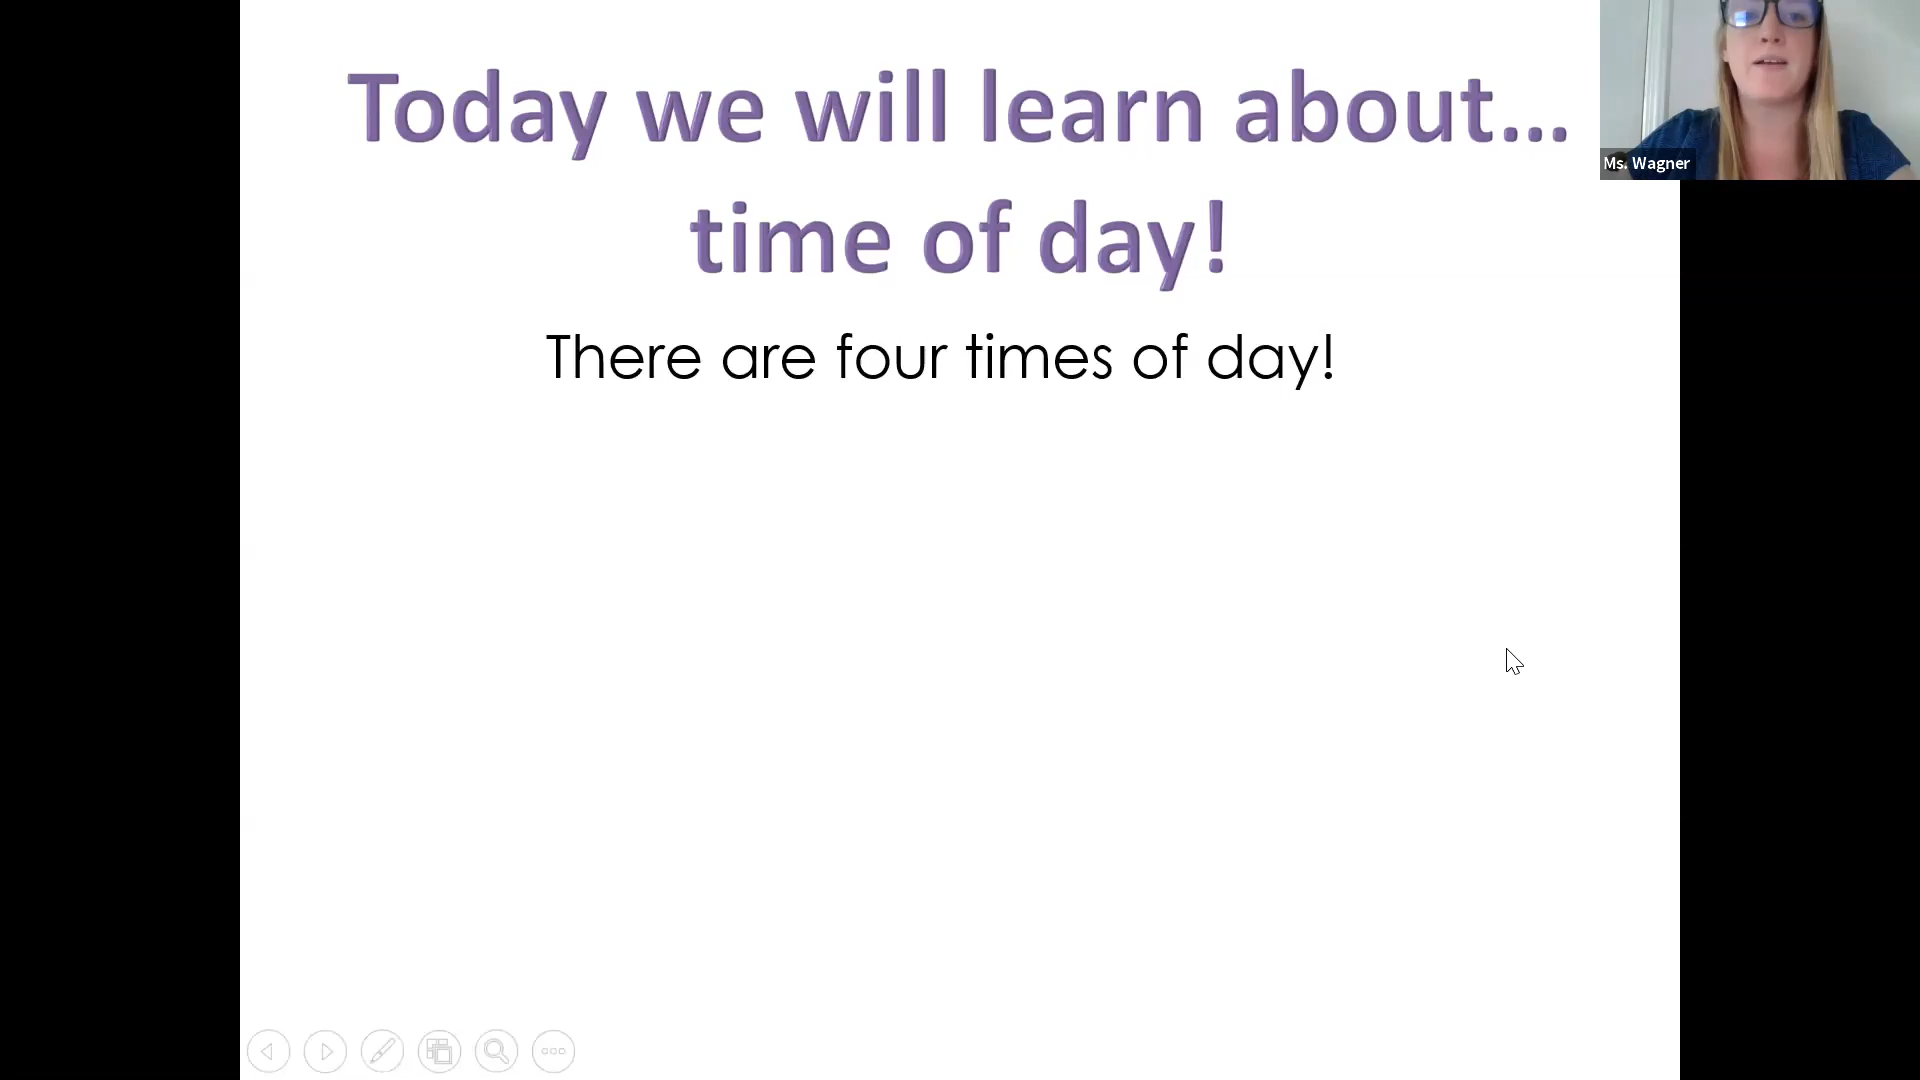 Today we will learn about...
time of day!
There are four times of day!
Ms. Wagner